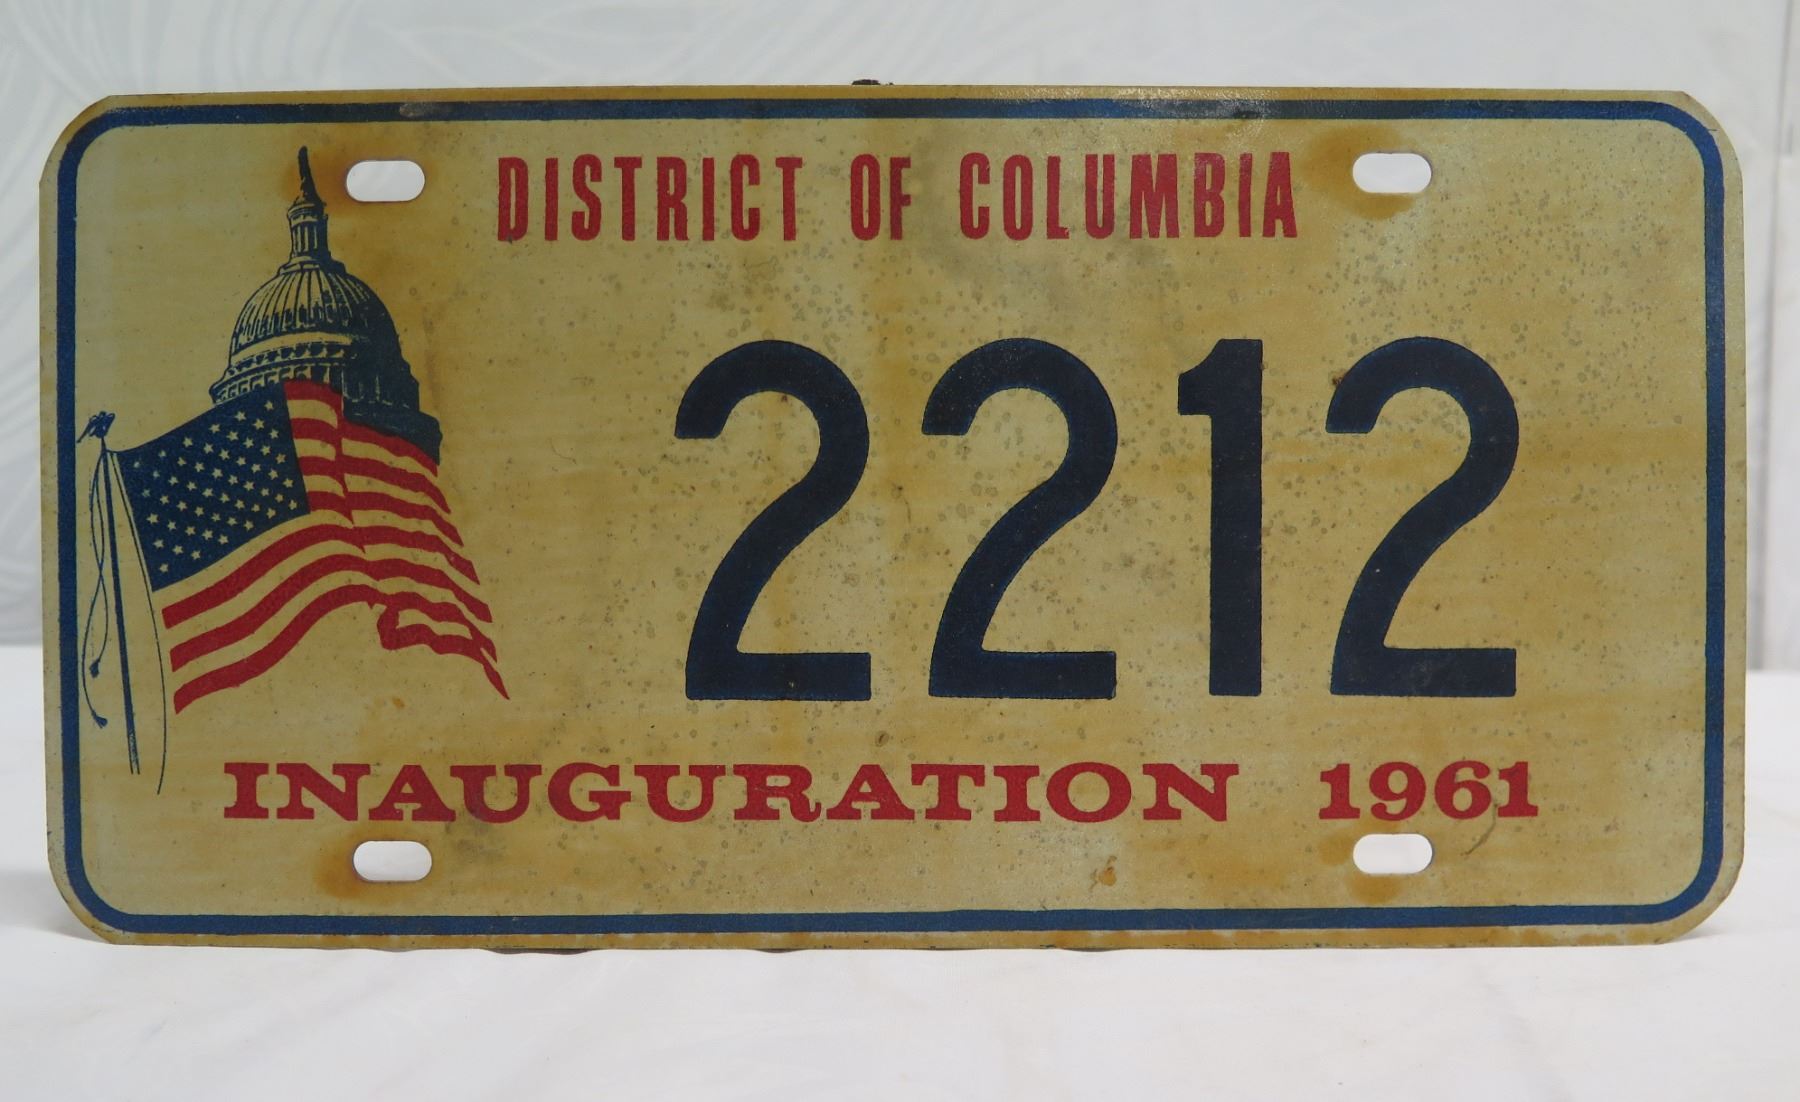 DISTRICT OF COLUMBIA
2212
INAUGURATION 1961